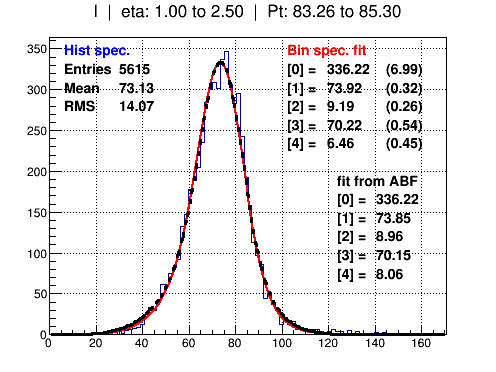 I | eta: 1.00 to 2.50 | Pt: 83.26 to 85.30
Hist spec.
Entries 5615
Mean 73.13
RMS 14.07
Bin spec. fit
[0] = 336.22 (6.99)
[1] = 73.92 (0.32)
[2] = 9.19 (0.26)
[3] = 70.22 (0.54)
[4] = 6.46 (0.45)
fit from ABF
[0] = 336.22
[1] = 73.85
[2] = 8.96
[3] = 70.15
[4] = 8.06
350
300
250
200
150
100
50
0
0 20 40 60 80 100 120 140 160